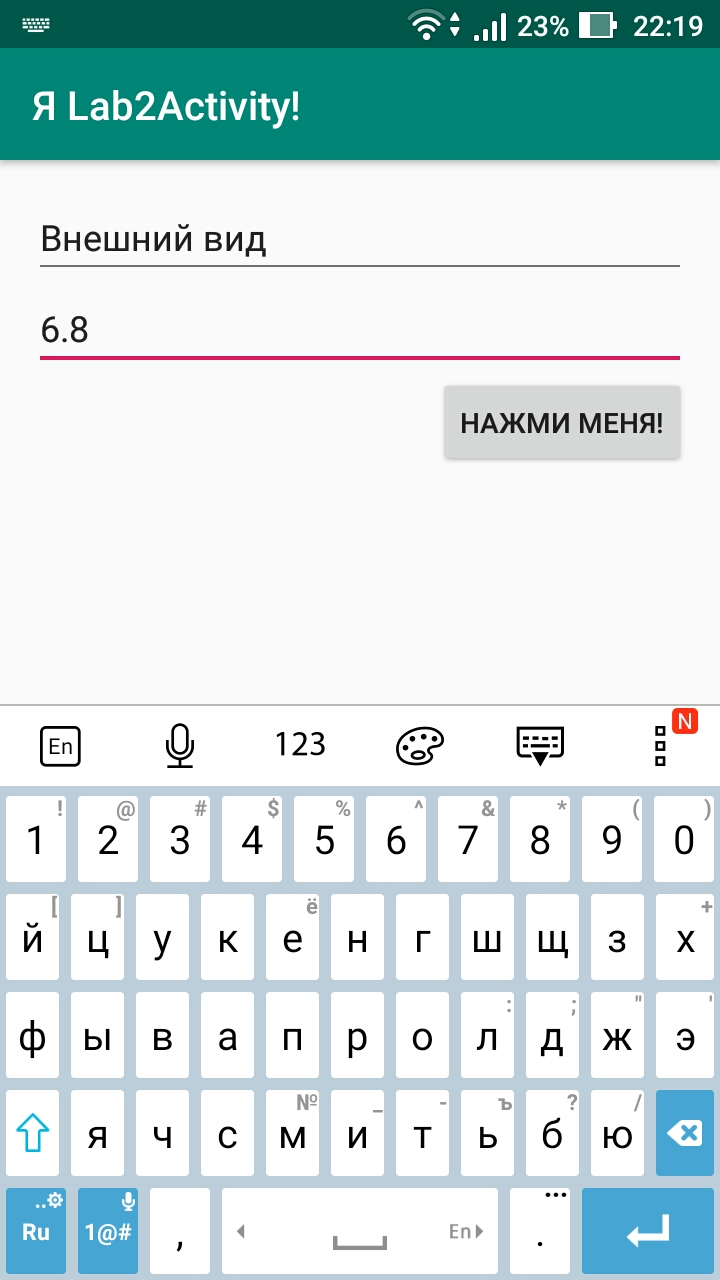 23% 22:19
Я Lab2Activity!
Внешний вид
6.8
НАЖМИ МЕНЯ!
En 123 N
! @ # $ % ^ & * ( )
1 2 3 4 5 6 7 8 9 0
[ ] ё +
й ц у к е н г ш щ з х
: ; " '
ф ы в а п р о л д ж э
№ _ - ъ ? /
я ч с м и т ь б ю
Ru 1@# , En . ...